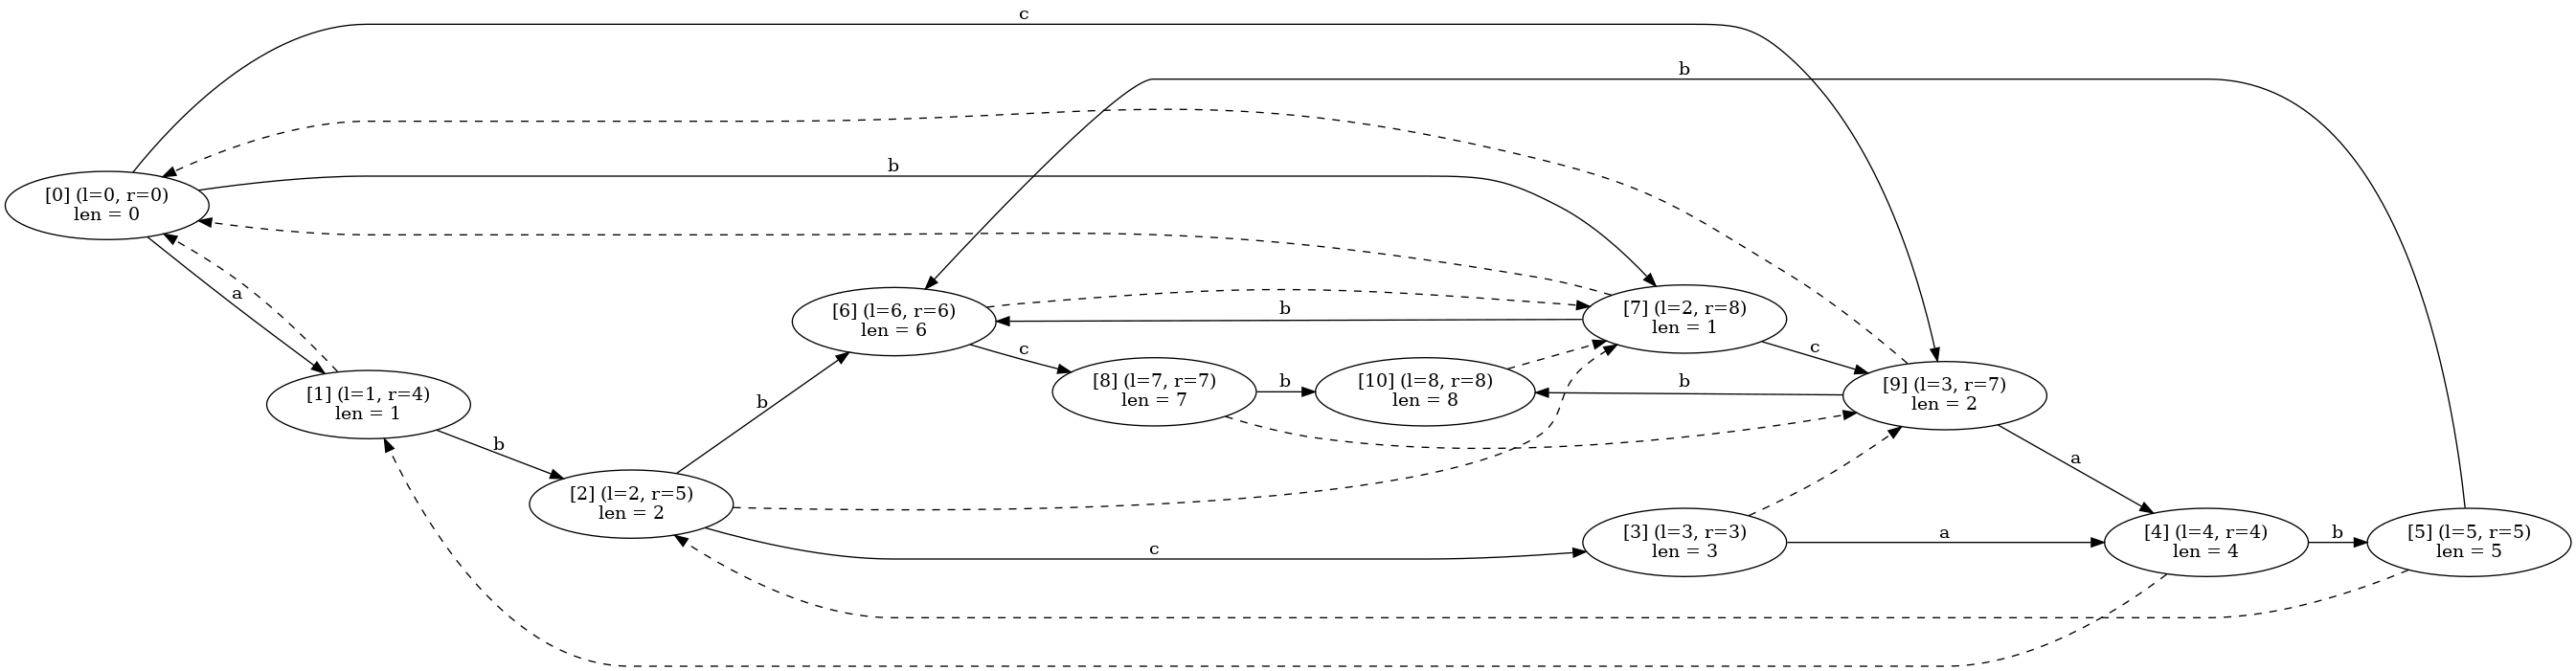 c
b
b
[0] (l=0, r=0)
len = 0
a
[6] (l=6, r=6)
len = 6
b
[7] (l=2, r=8)
len = 1
c
c
[8] (l=7, r=7)
len = 7
b
[10] (l=8, r=8)
len = 8
b
[9] (l=3, r=7)
len = 2
[1] (l=1, r=4)
len = 1
b
b
a
[2] (l=2, r=5)
len = 2
c
[3] (l=3, r=3)
len = 3
a
[4] (l=4, r=4)
len = 4
b
[5] (l=5, r=5)
len = 5